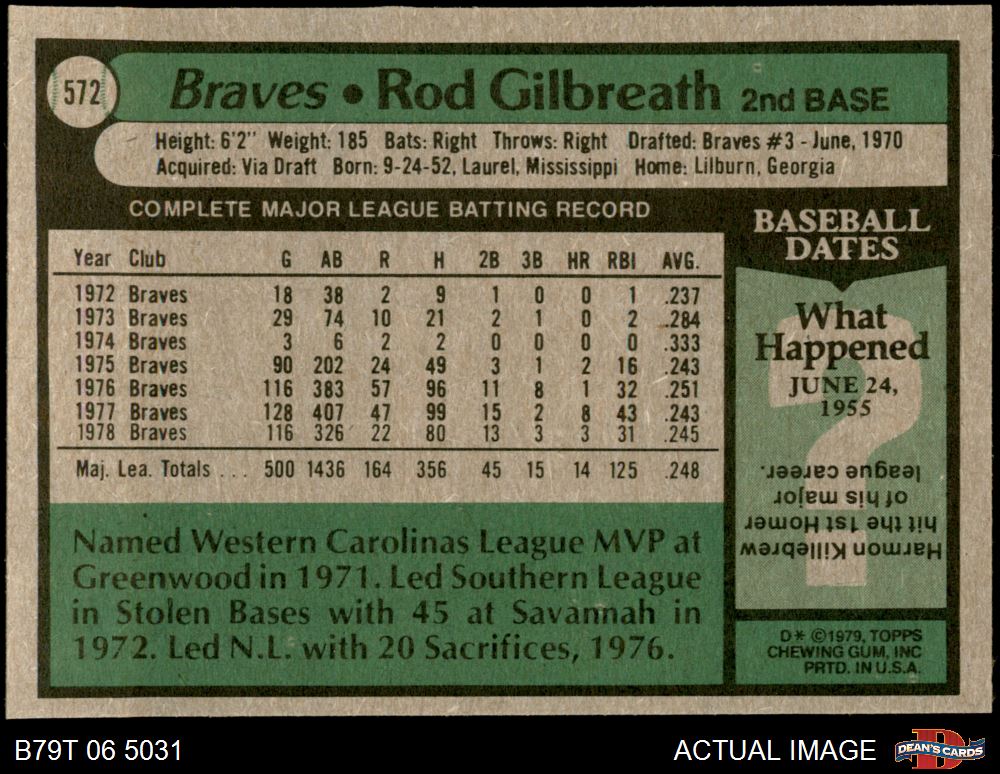 572
Braves • Rod Gilbreath 2nd BASE
Height: 6'2" Weight: 185 Bats: Right Throws: Right Drafted: Braves #3 - June, 1970
Acquired: Via Draft Born: 9-24-52, Laurel, Mississippi Home: Lilburn, Georgia
COMPLETE MAJOR LEAGUE BATTING RECORD
Year Club G AB R H 2B 3B HR RBI AVG.
1972 Braves 18 38 2 9 1 0 0 1 .237
1973 Braves 29 74 10 21 2 1 0 2 .284
1974 Braves 3 6 2 2 0 0 0 0 .333
1975 Braves 90 202 24 49 3 1 2 16 .243
1976 Braves 116 383 57 96 11 8 1 32 .251
1977 Braves 128 407 47 99 15 2 8 43 .243
1978 Braves 116 326 22 80 13 3 3 31 .245
Maj. Lea. Totals ... 500 1436 164 356 45 15 14 125 .248
Named Western Carolinas League MVP at
Greenwood in 1971. Led Southern League
in Stolen Bases with 45 at Savannah in
1972. Led N.L. with 20 Sacrifices, 1976.
BASEBALL
DATES
What
Happened
JUNE 24,
1955
?
Harmon Killebrew
hit the 1st Homer
of his major
league career.
D* ©1979, TOPPS
CHEWING GUM, INC
PRTD. IN U.S.A.
B79T 06 5031
ACTUAL IMAGE
D
DEAN'S CARDS